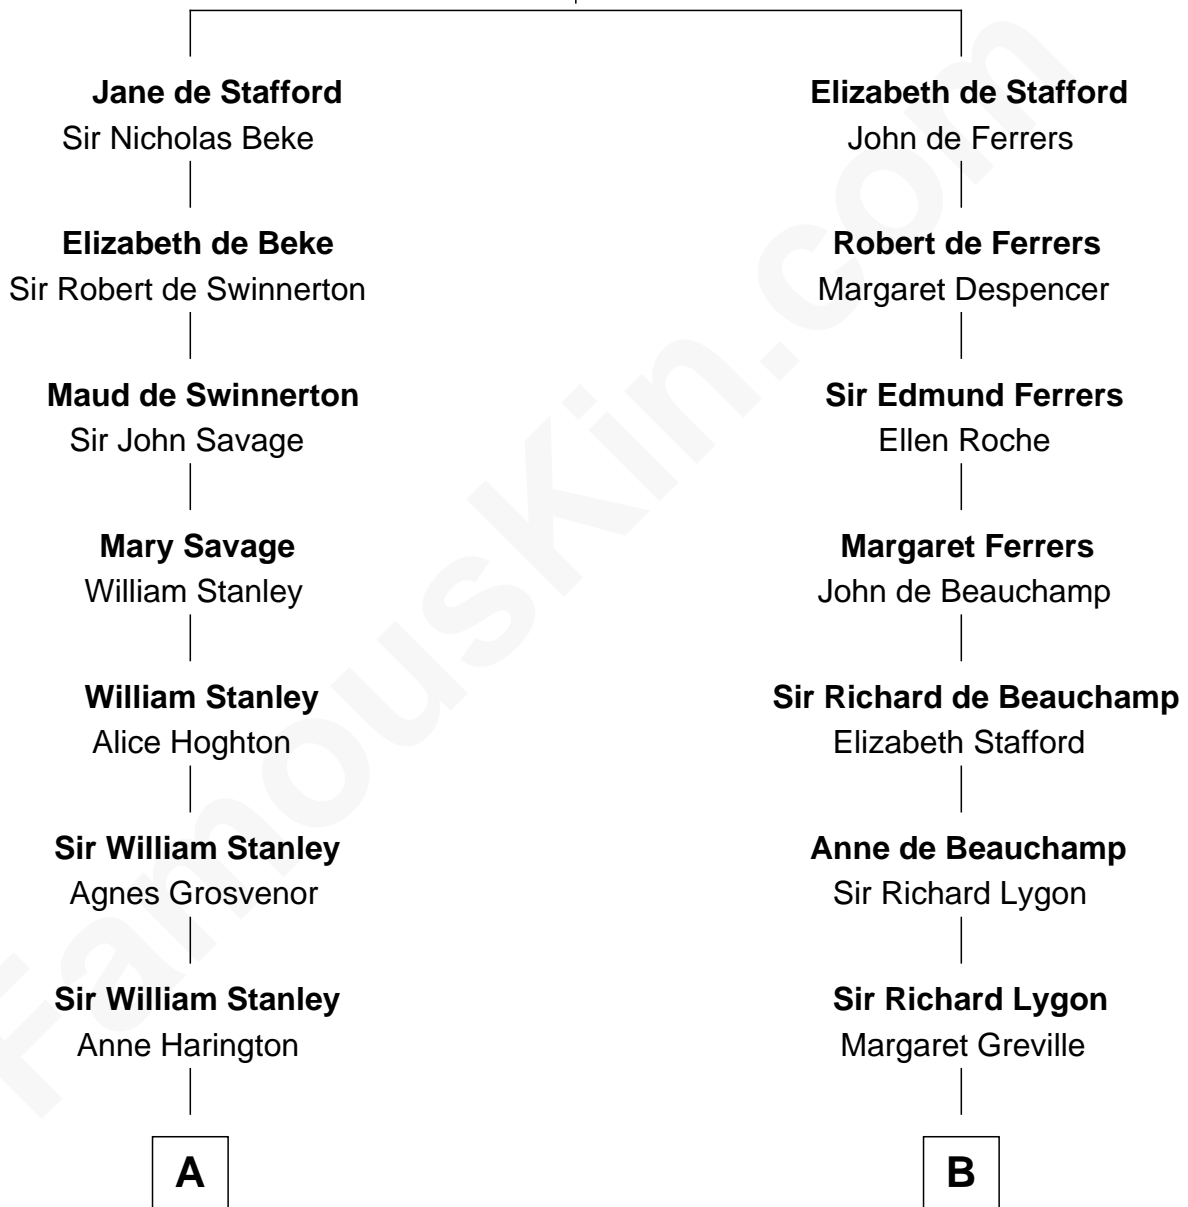 Jane de Stafford
Sir Nicholas Beke
Elizabeth de Beke
Sir Robert de Swinnerton
Maud de Swinnerton
Sir John Savage
Mary Savage
William Stanley
William Stanley
Alice Hoghton
Sir William Stanley
Agnes Grosvenor
Sir William Stanley
Anne Harington
A
Elizabeth de Stafford
John de Ferrers
Robert de Ferrers
Margaret Despencer
Sir Edmund Ferrers
Ellen Roche
Margaret Ferrers
John de Beauchamp
Sir Richard de Beauchamp
Elizabeth Stafford
Anne de Beauchamp
Sir Richard Lygon
Sir Richard Lygon
Margaret Greville
B
FamousKin.com